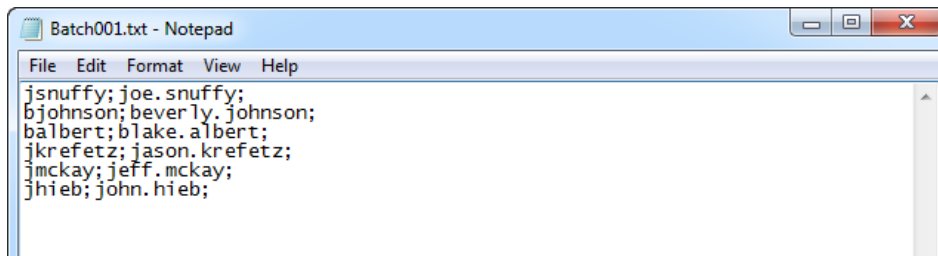 Batch001.txt - Notepad
File Edit Format View Help
jsnuffy;joe.snuffy;
bjohnson;beverly.johnson;
balbert;blake.albert;
jkrefetz;jason.krefetz;
jmckay;jeff.mckay;
jhieb;john.hieb;